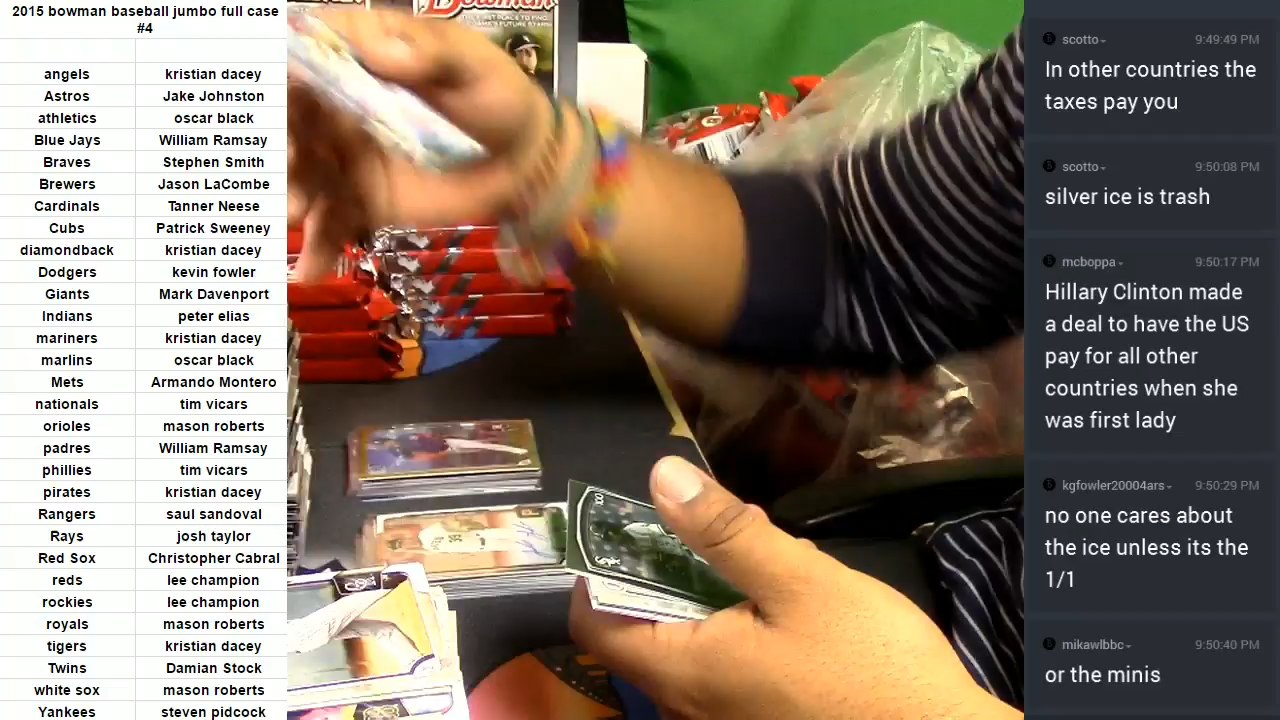 2015 bowman baseball jumbo full case
#4
angels kristian dacey
Astros Jake Johnston
athletics oscar black
Blue Jays William Ramsay
Braves Stephen Smith
Brewers Jason LaCombe
Cardinals Tanner Neese
Cubs Patrick Sweeney
diamondback kristian dacey
Dodgers kevin fowler
Giants Mark Davenport
Indians peter elias
mariners kristian dacey
marlins oscar black
Mets Armando Montero
nationals tim vicars
orioles mason roberts
padres William Ramsay
phillies tim vicars
pirates kristian dacey
Rangers saul sandoval
Rays josh taylor
Red Sox Christopher Cabral
reds lee champion
rockies lee champion
royals mason roberts
tigers kristian dacey
Twins Damian Stock
white sox mason roberts
Yankees steven pidcock
Bowman
scotto 9:49:49 PM
In other countries the
taxes pay you
scotto 9:50:08 PM
silver ice is trash
mcboppa 9:50:17 PM
Hillary Clinton made
a deal to have the US
pay for all other
countries when she
was first lady
kgfowler20004ars 9:50:29 PM
no one cares about
the ice unless its the
1/1
mikawlbbc 9:50:40 PM
or the minis